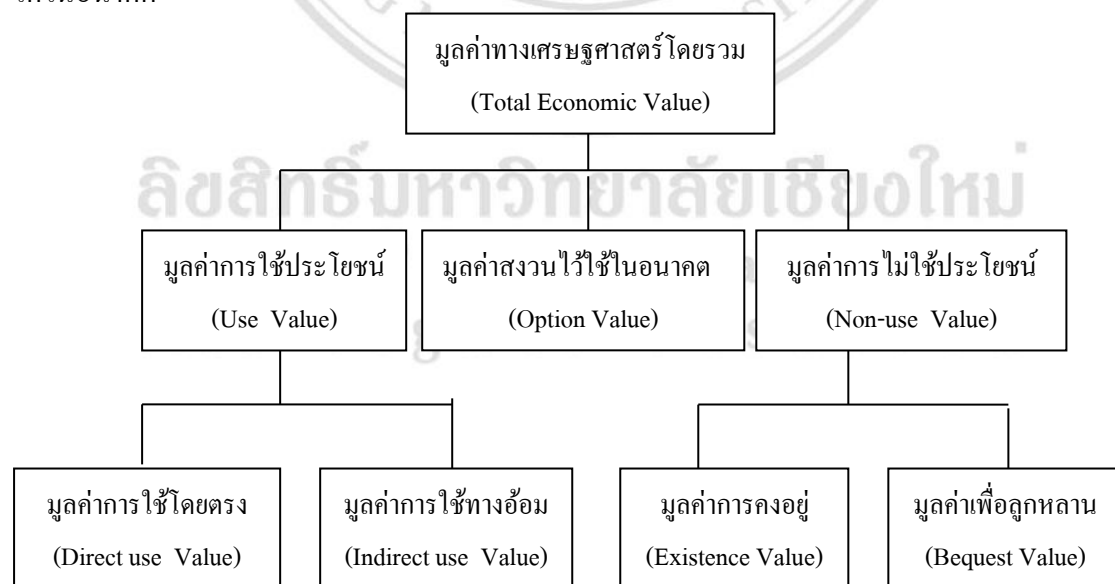 มูลค่าทางเศรษฐศาสตร์โดยรวม
(Total Economic Value)
ลิขสิทธิ์มหาวิทยาลัยเชียงใหม่
มูลค่าการใช้ประโยชน์
(Use Value)
มูลค่าสงวนไว้ใช้ในอนาคต
(Option Value)
มูลค่าการไม่ใช้ประโยชน์
(Non-use Value)
มูลค่าการใช้โดยตรง
(Direct use Value)
มูลค่าการใช้ทางอ้อม
(Indirect use Value)
มูลค่าการคงอยู่
(Existence Value)
มูลค่าเพื่อลูกหลาน
(Bequest Value)